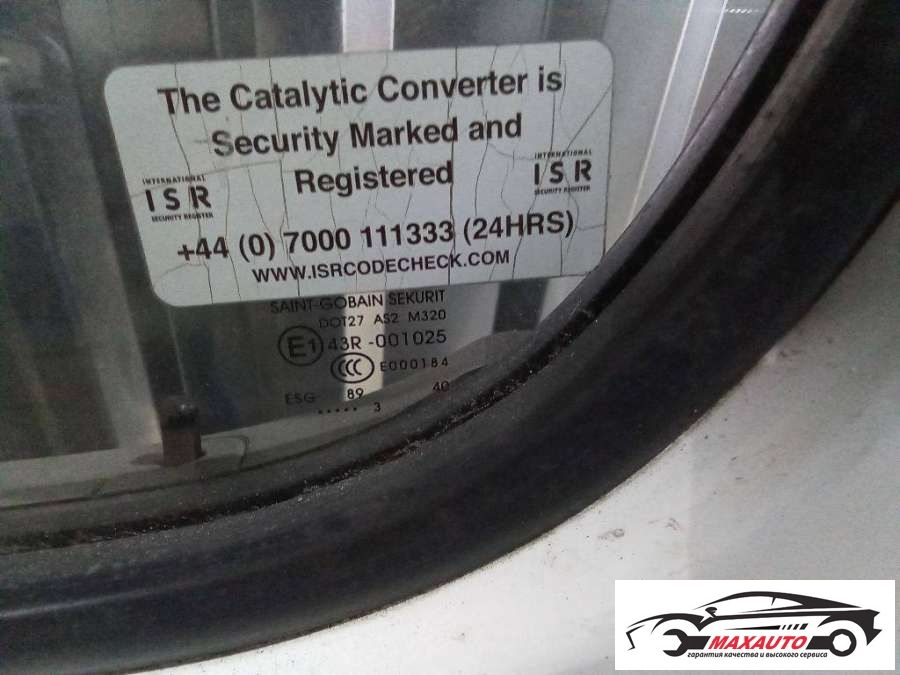 The Catalytic Converter is
Security Marked and
Registered
INTERNATIONAL
ISR
SECURITY REGISTER
INTERNATIONAL
ISR
SECURITY REGISTER
+44 (0) 7000 111333 (24HRS)
WWW.ISRCODECHECK.COM
SAINT-GOBAIN SEKURIT
DOT27 AS2 M320
E1 43R -001025
CCC E000184
ESG 89 40
..... 3
MAXAUTO
гарантия качества и высокого сервиса